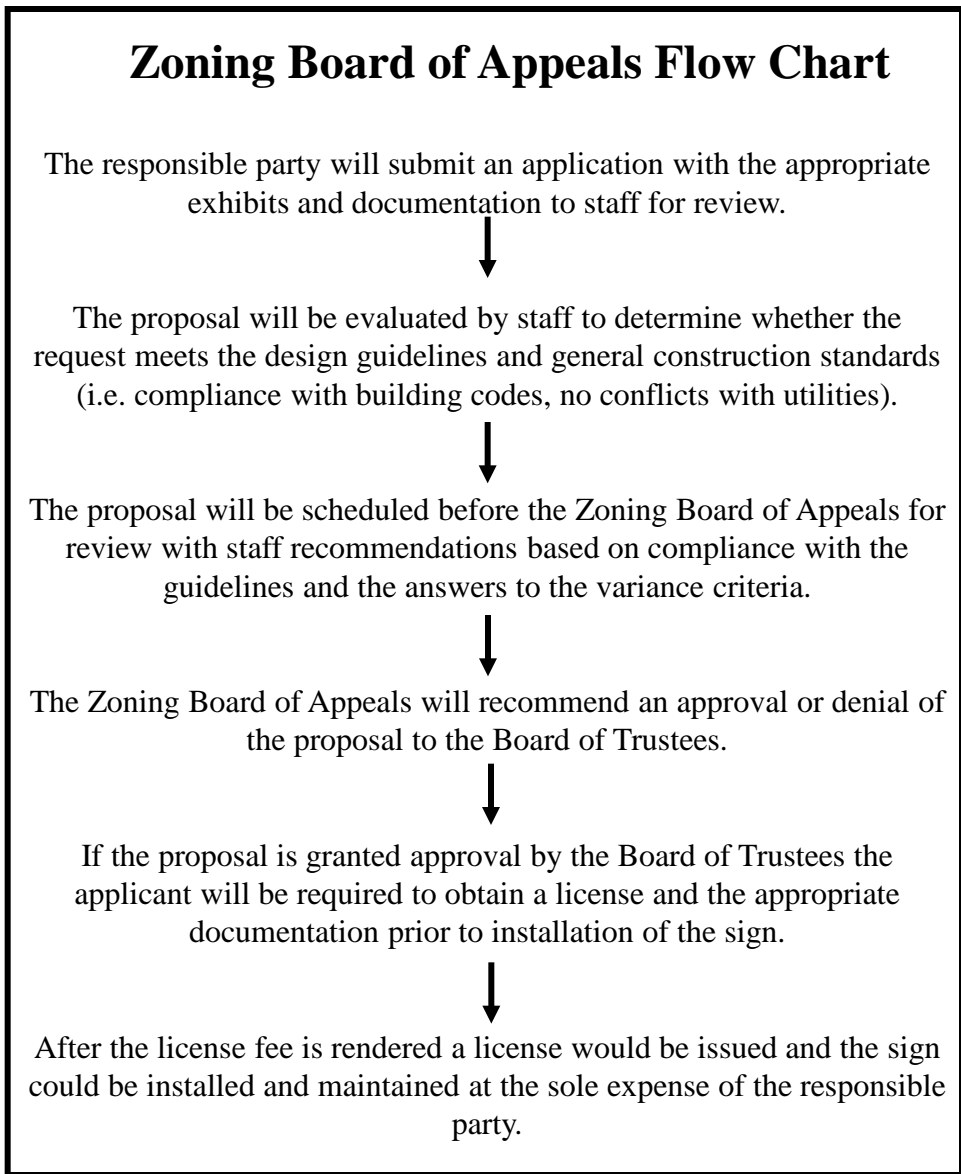 Zoning Board of Appeals Flow Chart
The responsible party will submit an application with the appropriate
exhibits and documentation to staff for review.
The proposal will be evaluated by staff to determine whether the
request meets the design guidelines and general construction standards
(i.e. compliance with building codes, no conflicts with utilities).
The proposal will be scheduled before the Zoning Board of Appeals for
review with staff recommendations based on compliance with the
guidelines and the answers to the variance criteria.
The Zoning Board of Appeals will recommend an approval or denial of
the proposal to the Board of Trustees.
If the proposal is granted approval by the Board of Trustees the
applicant will be required to obtain a license and the appropriate
documentation prior to installation of the sign.
After the license fee is rendered a license would be issued and the sign
could be installed and maintained at the sole expense of the responsible
party.